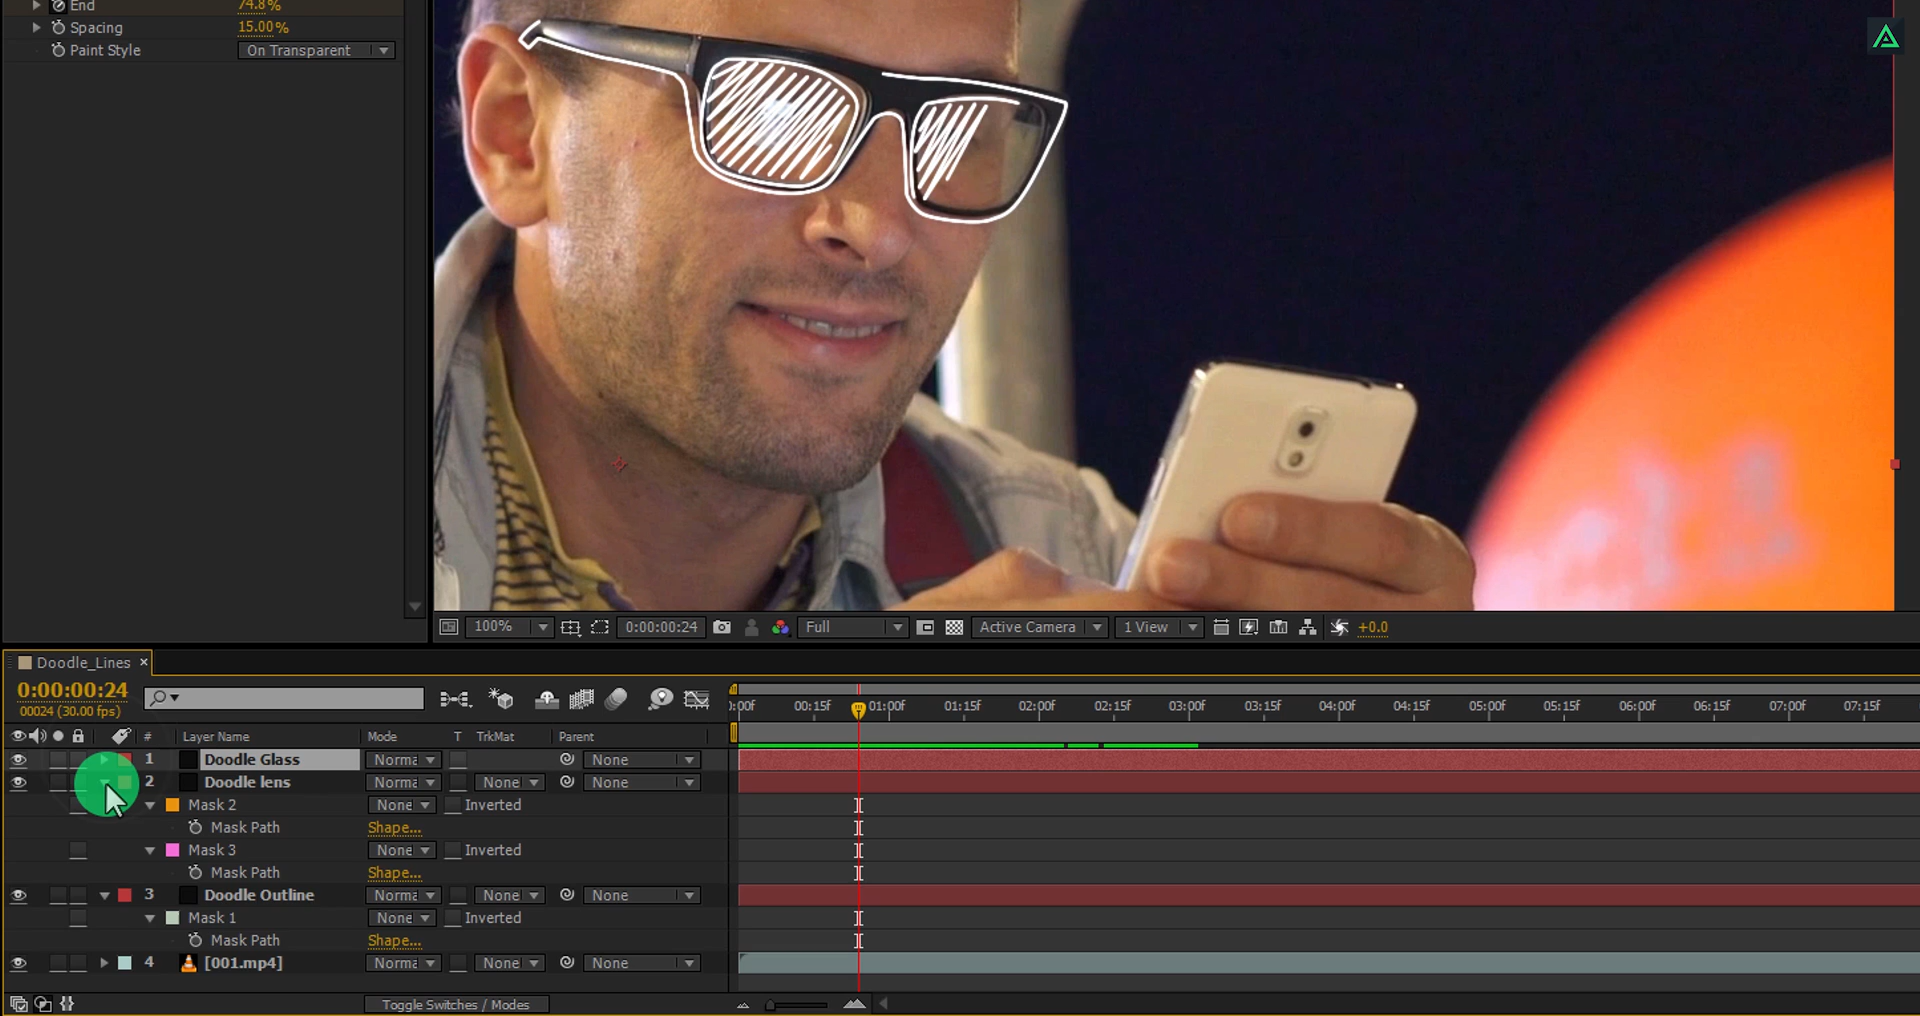 End 74.8%
Spacing 15.00%
Paint Style On Transparent
100% 0:00:00:24 Full Active Camera 1 View +0.0
Doodle_Lines ×
0:00:00:24
00024 (30.00 fps)
:00f 00:15f 01:00f 01:15f 02:00f 02:15f 03:00f 03:15f 04:00f 04:15f 05:00f 05:15f 06:00f 06:15f 07:00f 07:15f
# Layer Name Mode T TrkMat Parent
1 Doodle Glass Norma None
2 Doodle lens Norma None None
Mask 2 None Inverted
Mask Path Shape...
Mask 3 None Inverted
Mask Path Shape...
3 Doodle Outline Norma None None
Mask 1 None Inverted
Mask Path Shape...
4 [001.mp4] Norma None None
Toggle Switches / Modes